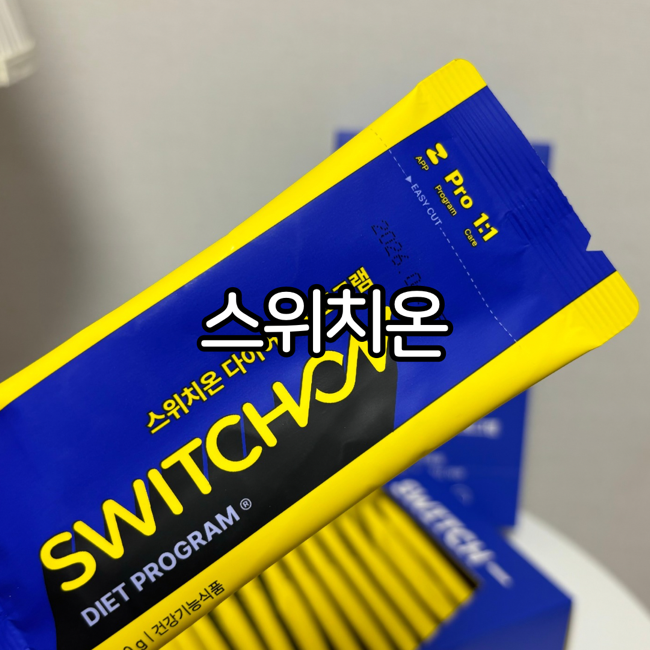 APP
Pro
Program
1:1
Care
▶EASY CUT
2026.0
스위치온
스위치온 다이
SWITCHON
DIET PROGRAM®
g | 건강기능식품
SWITCH